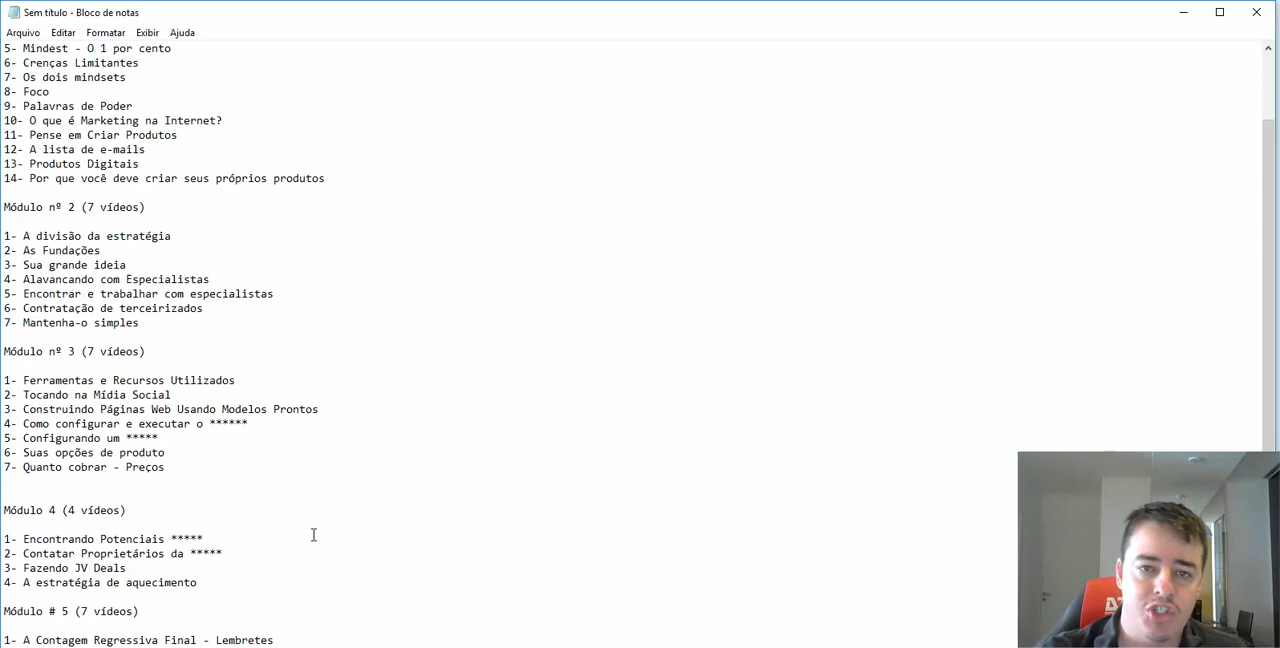 Sem título - Bloco de notas
Arquivo Editar Formatar Exibir Ajuda
5- Mindest - O 1 por cento
6- Crenças Limitantes
7- Os dois mindsets
8- Foco
9- Palavras de Poder
10- O que é Marketing na Internet?
11- Pense em Criar Produtos
12- A lista de e-mails
13- Produtos Digitais
14- Por que você deve criar seus próprios produtos
Módulo nº 2 (7 vídeos)
1- A divisão da estratégia
2- As Fundações
3- Sua grande ideia
4- Alavancando com Especialistas
5- Encontrar e trabalhar com especialistas
6- Contratação de terceirizados
7- Mantenha-o simples
Módulo nº 3 (7 vídeos)
1- Ferramentas e Recursos Utilizados
2- Tocando na Mídia Social
3- Construindo Páginas Web Usando Modelos Prontos
4- Como configurar e executar o ******
5- Configurando um *****
6- Suas opções de produto
7- Quanto cobrar - Preços
Módulo 4 (4 vídeos)
1- Encontrando Potenciais *****
2- Contatar Proprietários da *****
3- Fazendo JV Deals
4- A estratégia de aquecimento
Módulo # 5 (7 vídeos)
1- A Contagem Regressiva Final - Lembretes